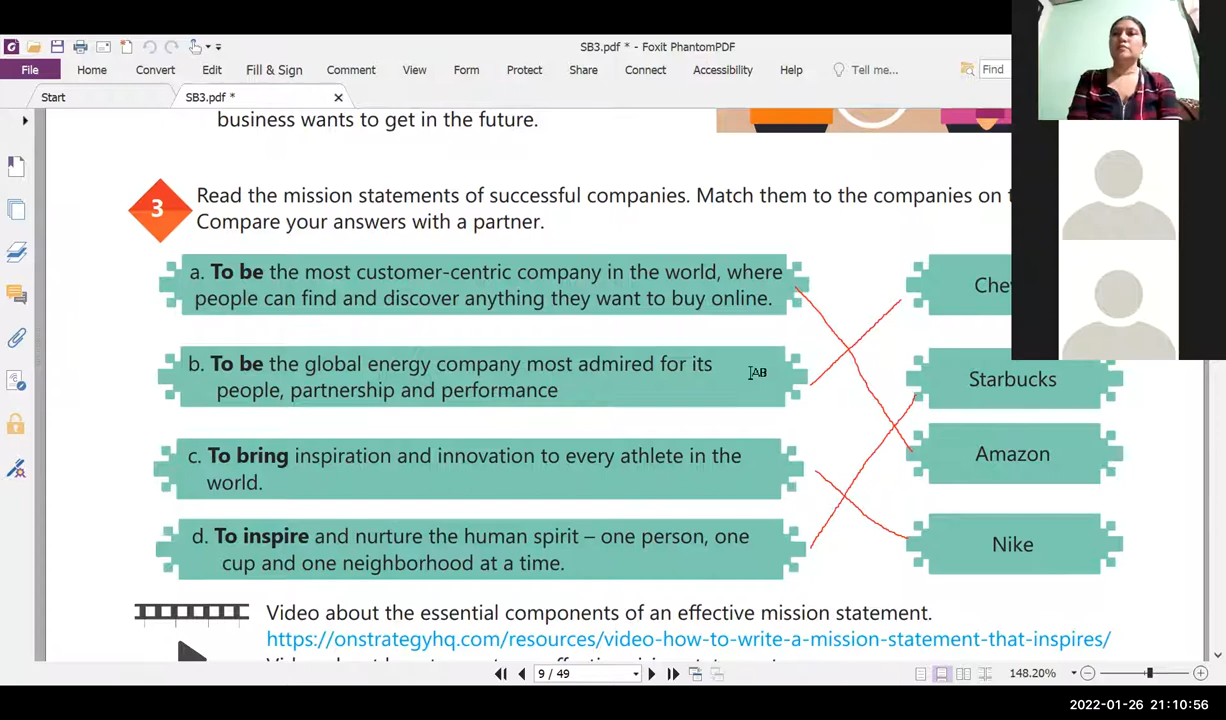 SB3.pdf * - Foxit PhantomPDF
File Home Convert Edit Fill & Sign Comment View Form Protect Share Connect Accessibility Help Tell me... Find
Start SB3.pdf *
business wants to get in the future.
3
Read the mission statements of successful companies. Match them to the companies on
Compare your answers with a partner.
a. To be the most customer-centric company in the world, where
people can find and discover anything they want to buy online.
b. To be the global energy company most admired for its
people, partnership and performance
c. To bring inspiration and innovation to every athlete in the
world.
d. To inspire and nurture the human spirit – one person, one
cup and one neighborhood at a time.
Starbucks
Amazon
Nike
Video about the essential components of an effective mission statement.
https://onstrategyhq.com/resources/video-how-to-write-a-mission-statement-that-inspires/
9 / 49
148.20%
2022-01-26 21:10:56